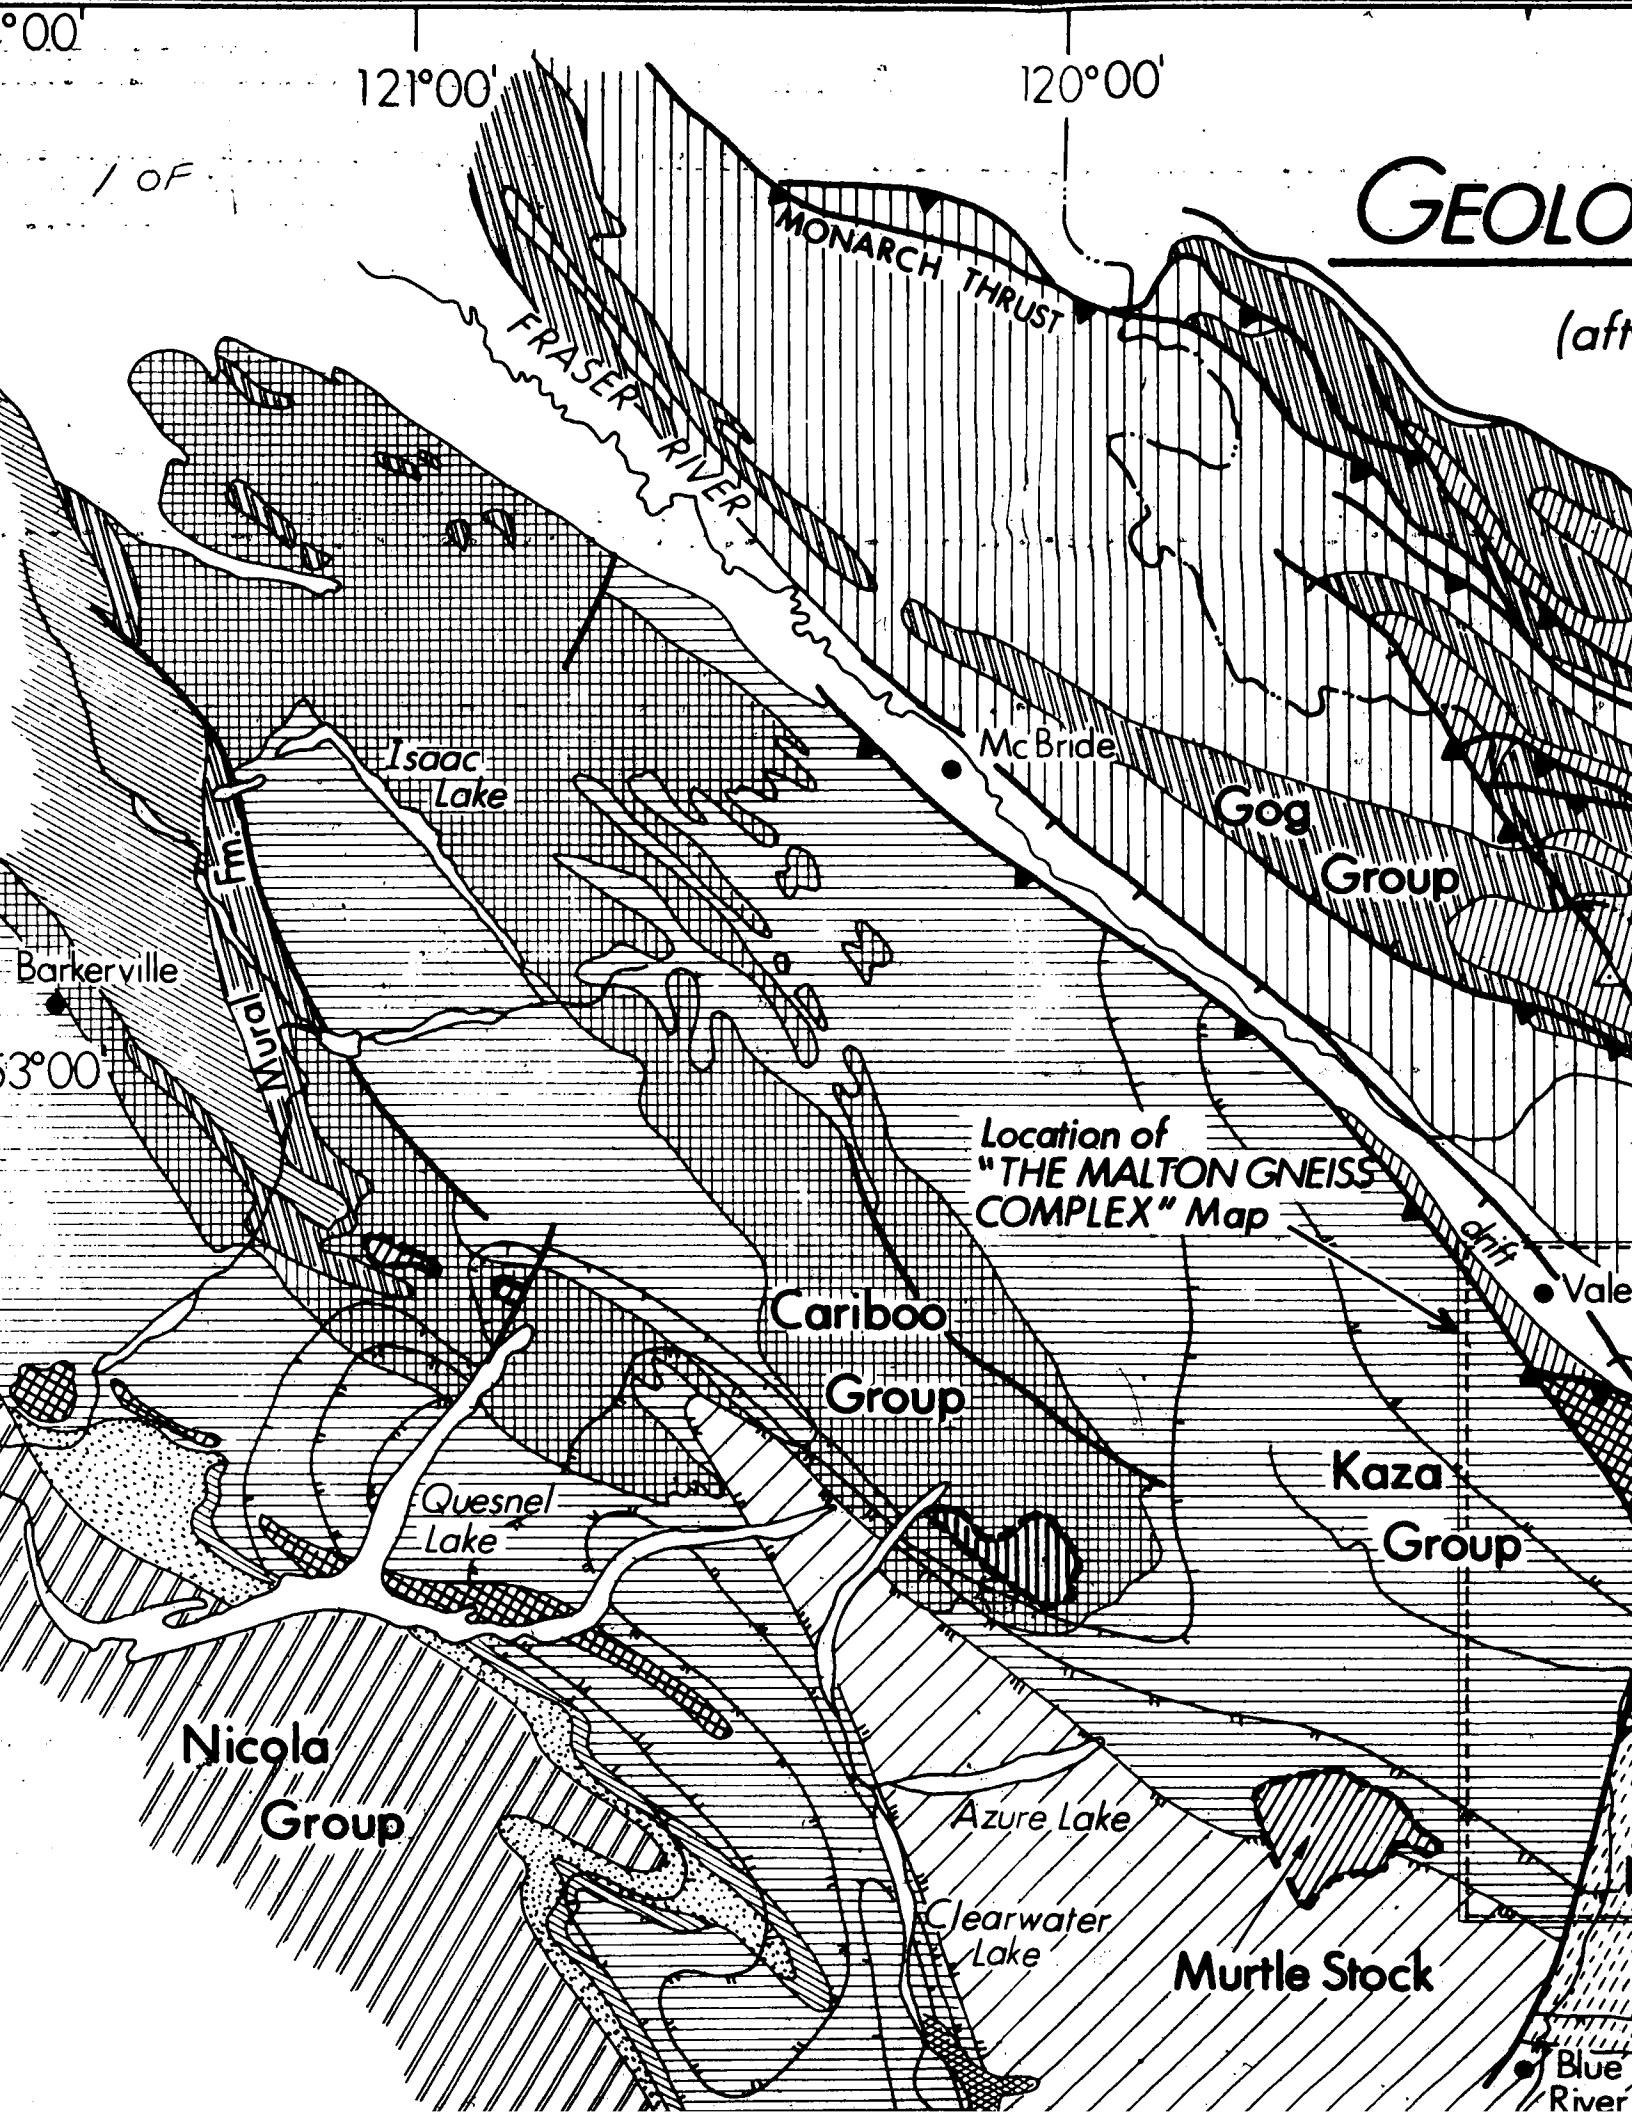 °00'
121°00'
120°00'
1 OF
GEOLO
(aft
MONARCH THRUST
FRASER RIVER
Isaac
Lake
McBride
Gog
Group
Mural Fm.
Barkerville
53°00'
Location of
"THE MALTON GNEISS
COMPLEX" Map
drift
Vale
Cariboo
Group
Kaza
Group
Quesnel
Lake
Nicola
Group
Azure Lake
Clearwater
Lake
Murtle Stock
Blue
River